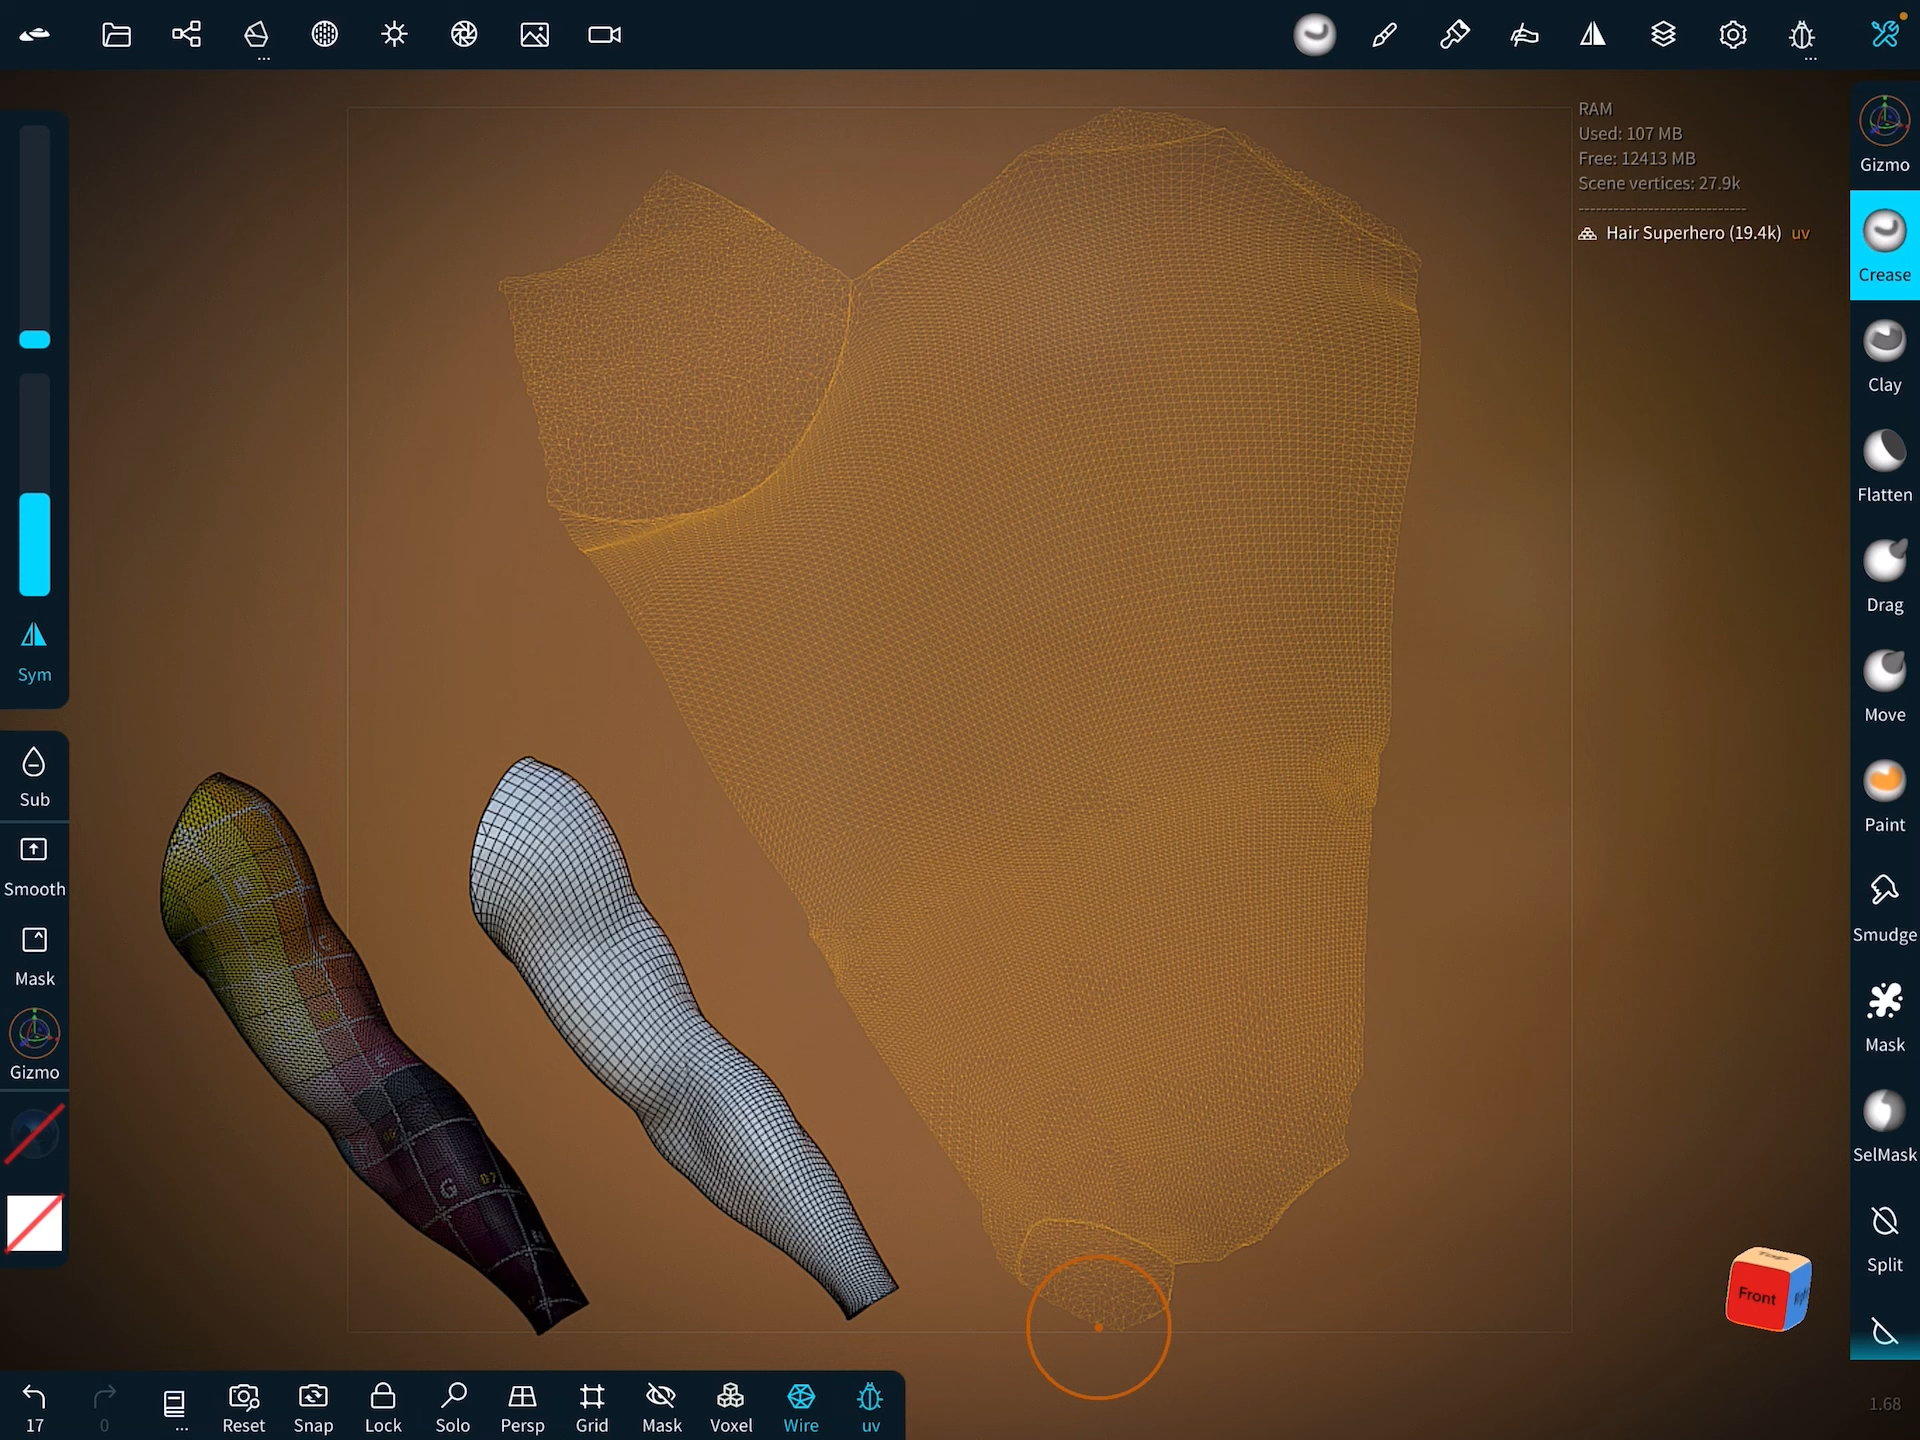 RAM
Used: 107 MB
Free: 12413 MB
Scene vertices: 27.9k
Hair Superhero (19.4k) uv
Gizmo
Crease
Clay
Flatten
Drag
Move
Paint
Smudge
Mask
SelMask
Split
Sym
Sub
Smooth
Mask
Gizmo
G
D7
Top
Front
17
0
...
Reset
Snap
Lock
Solo
Persp
Grid
Mask
Voxel
Wire
uv
1.68